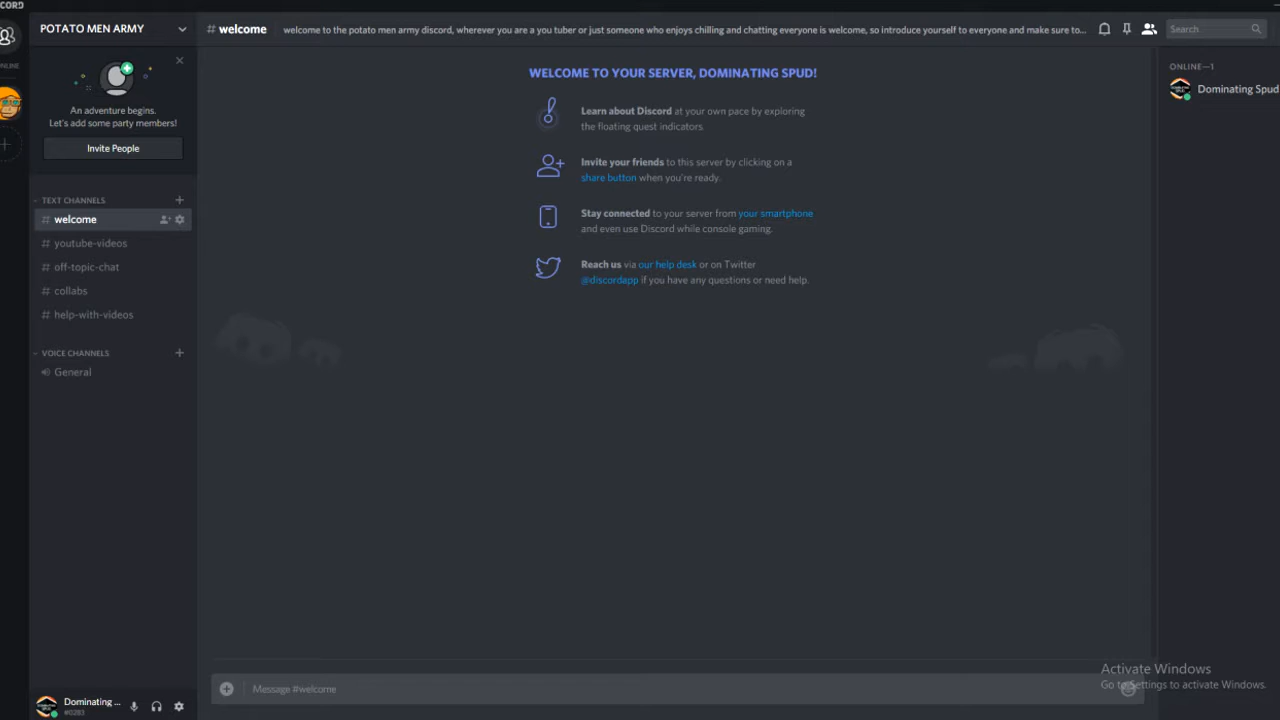 CORD
POTATO MEN ARMY
# welcome
welcome to the potato men army discord, wherever you are a you tuber or just someone who enjoys chilling and chatting everyone is welcome, so introduce yourself to everyone and make sure to...
Search
ONLINE
An adventure begins.
Let's add some party members!
Invite People
TEXT CHANNELS
# welcome
# youtube-videos
# off-topic-chat
# collabs
# help-with-videos
VOICE CHANNELS
General
Dominating ...
#0283
WELCOME TO YOUR SERVER, DOMINATING SPUD!
Learn about Discord at your own pace by exploring
the floating quest indicators.
Invite your friends to this server by clicking on a
share button when you're ready.
Stay connected to your server from your smartphone
and even use Discord while console gaming.
Reach us via our help desk or on Twitter
@discordapp if you have any questions or need help.
Message #welcome
ONLINE—1
Dominating Spud
Activate Windows
Go to Settings to activate Windows.